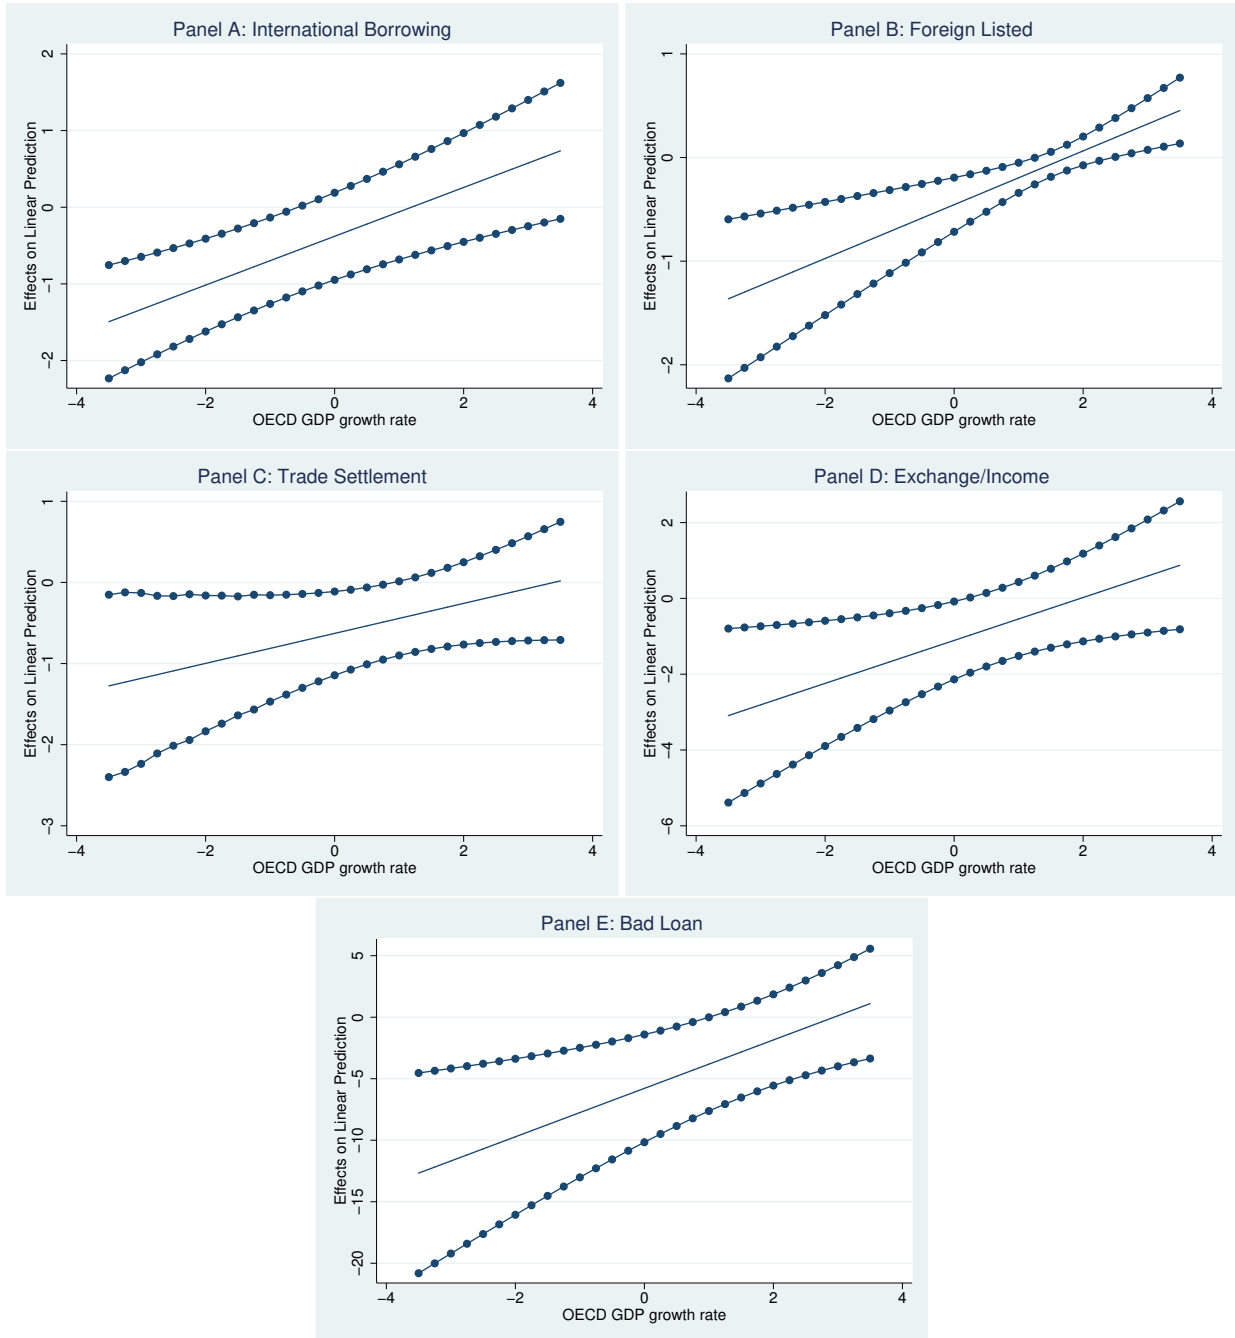 Panel A: International Borrowing
Effects on Linear Prediction
2
1
0
−1
−2
−4 −2 0 2 4
OECD GDP growth rate
Panel B: Foreign Listed
Effects on Linear Prediction
1
0
−1
−2
−4 −2 0 2 4
OECD GDP growth rate
Panel C: Trade Settlement
Effects on Linear Prediction
1
0
−1
−2
−3
−4 −2 0 2 4
OECD GDP growth rate
Panel D: Exchange/Income
Effects on Linear Prediction
2
0
−2
−4
−6
−4 −2 0 2 4
OECD GDP growth rate
Panel E: Bad Loan
Effects on Linear Prediction
5
0
−5
−10
−15
−20
−4 −2 0 2 4
OECD GDP growth rate